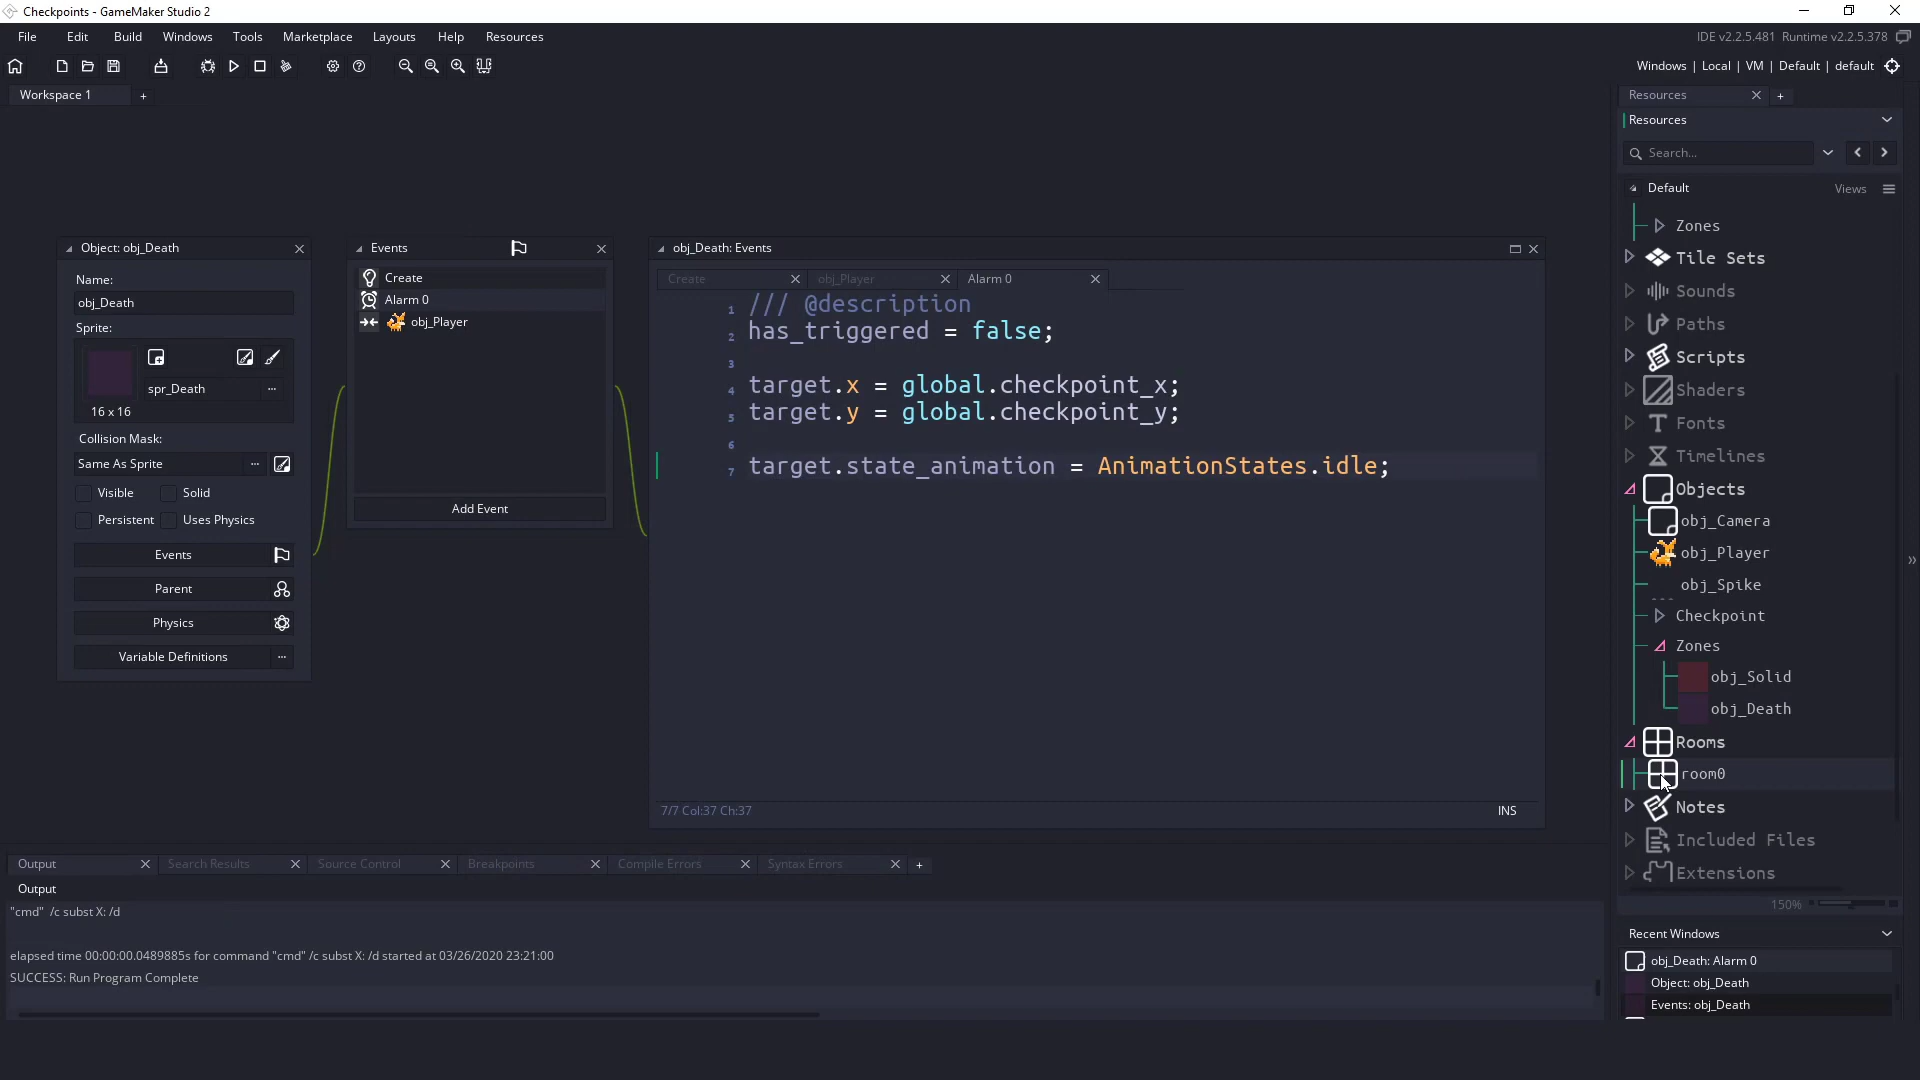 Checkpoints - GameMaker Studio 2
File Edit Build Windows Tools Marketplace Layouts Help Resources
IDE v2.2.5.481 Runtime v2.2.5.378
Windows | Local | VM | Default | default
Workspace 1 +
Resources
Resources
Search...
Default Views
Zones
Tile Sets
Sounds
Paths
Scripts
Shaders
Fonts
Timelines
Objects
obj_Camera
obj_Player
obj_Spike
Checkpoint
Zones
obj_Solid
obj_Death
Rooms
room0
Notes
Included Files
Extensions
150%
Recent Windows
obj_Death: Alarm 0
Object: obj_Death
Events: obj_Death
Object: obj_Death
Name:
obj_Death
Sprite:
spr_Death
16 x 16
Collision Mask:
Same As Sprite
Visible Solid
Persistent Uses Physics
Events
Parent
Physics
Variable Definitions
Events
Create
Alarm 0
obj_Player
Add Event
obj_Death: Events
Create obj_Player Alarm 0
1 /// @description
2 has_triggered = false;
3
4 target.x = global.checkpoint_x;
5 target.y = global.checkpoint_y;
6
7 target.state_animation = AnimationStates.idle;
7/7 Col:37 Ch:37 INS
Output Search Results Source Control Breakpoints Compile Errors Syntax Errors +
Output
"cmd" /c subst X: /d
elapsed time 00:00:00.0489885s for command "cmd" /c subst X: /d started at 03/26/2020 23:21:00
SUCCESS: Run Program Complete